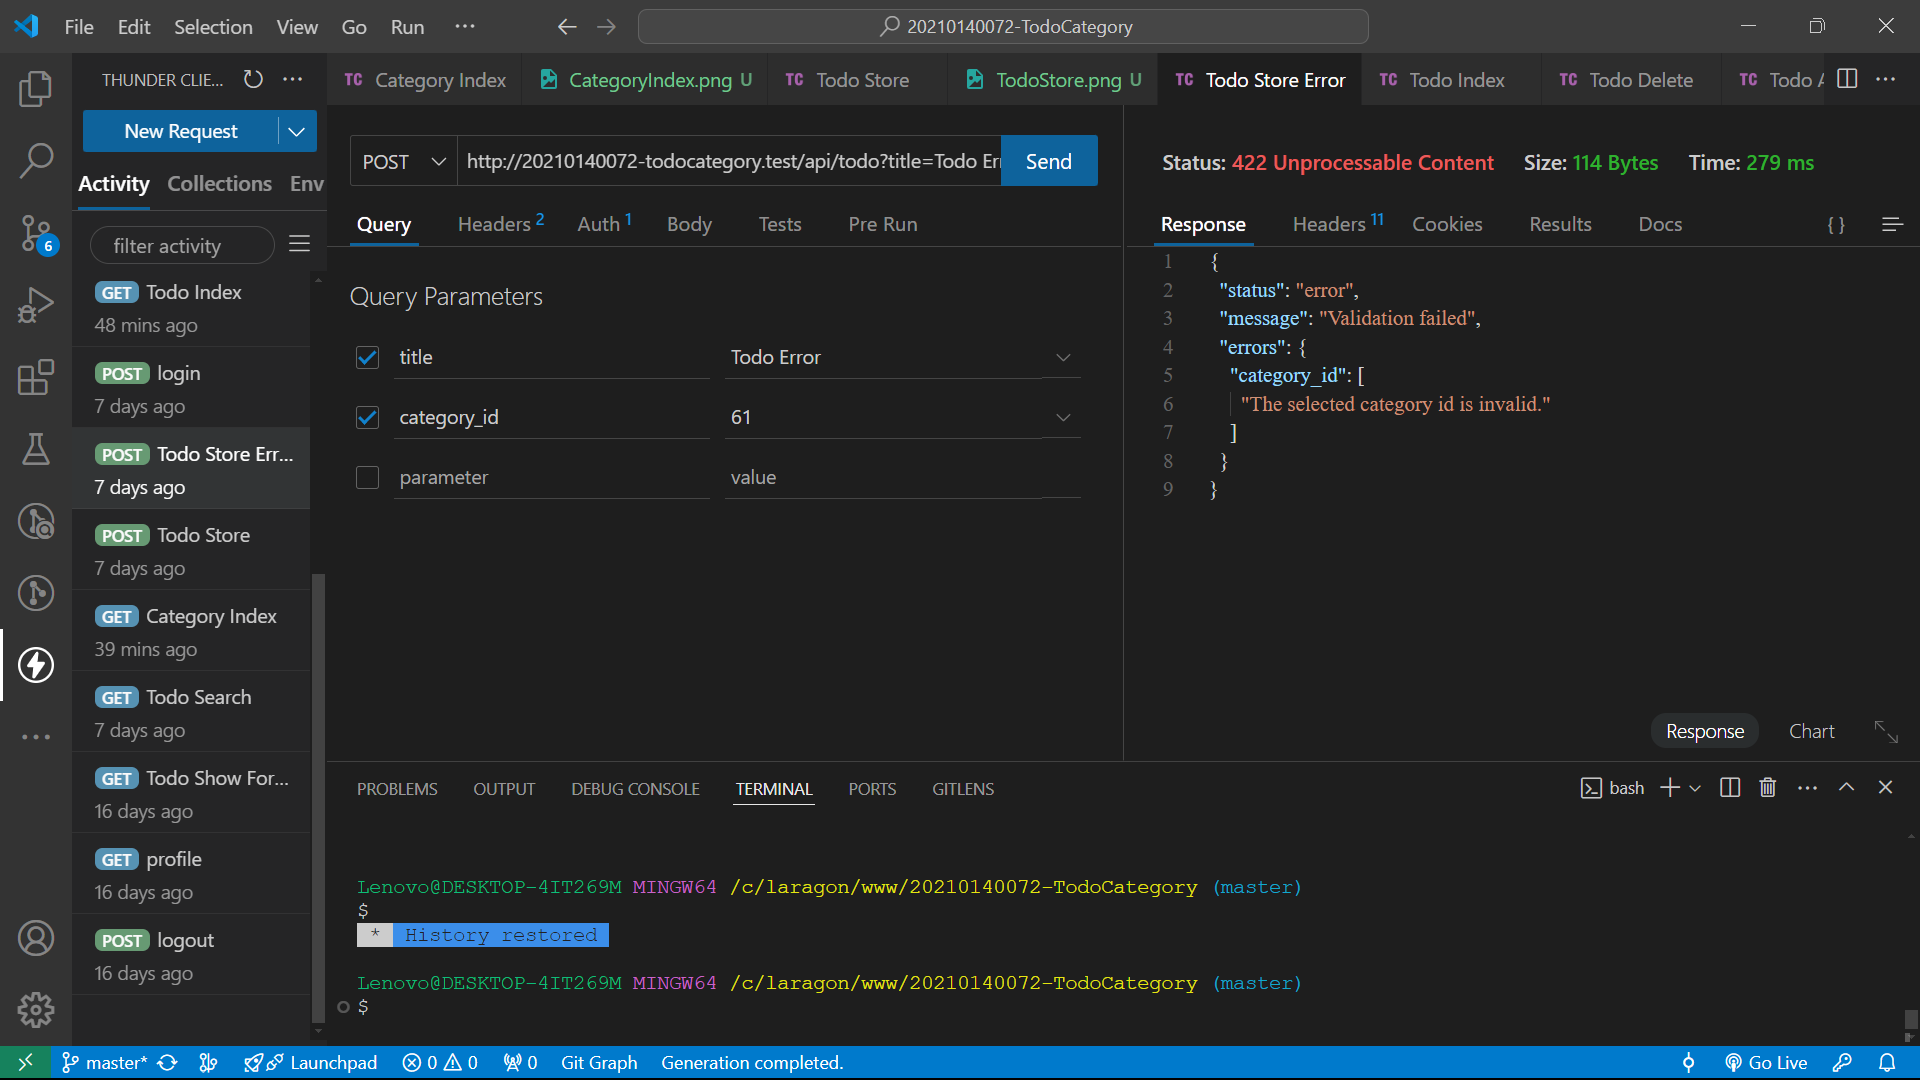 File Edit Selection View Go Run ···
20210140072-TodoCategory
THUNDER CLIE...
TC Category Index
CategoryIndex.png U
TC Todo Store
TodoStore.png U
TC Todo Store Error
TC Todo Index
TC Todo Delete
TC Todo
New Request
Activity Collections Env
filter activity
GET Todo Index
48 mins ago
POST login
7 days ago
POST Todo Store Err...
7 days ago
POST Todo Store
7 days ago
GET Category Index
39 mins ago
GET Todo Search
7 days ago
GET Todo Show For...
16 days ago
GET profile
16 days ago
POST logout
16 days ago
POST http://20210140072-todocategory.test/api/todo?title=Todo Er Send
Query Headers 2 Auth 1 Body Tests Pre Run
Query Parameters
title Todo Error
category_id 61
parameter value
Status: 422 Unprocessable Content Size: 114 Bytes Time: 279 ms
Response Headers 11 Cookies Results Docs {}
1 {
2 "status": "error",
3 "message": "Validation failed",
4 "errors": {
5 "category_id": [
6 "The selected category id is invalid."
7 ]
8 }
9 }
Response Chart
PROBLEMS OUTPUT DEBUG CONSOLE TERMINAL PORTS GITLENS
bash
Lenovo@DESKTOP-4IT269M MINGW64 /c/laragon/www/20210140072-TodoCategory (master)
$
* History restored
Lenovo@DESKTOP-4IT269M MINGW64 /c/laragon/www/20210140072-TodoCategory (master)
$
6
master* Launchpad 0 0 0 Git Graph Generation completed. Go Live